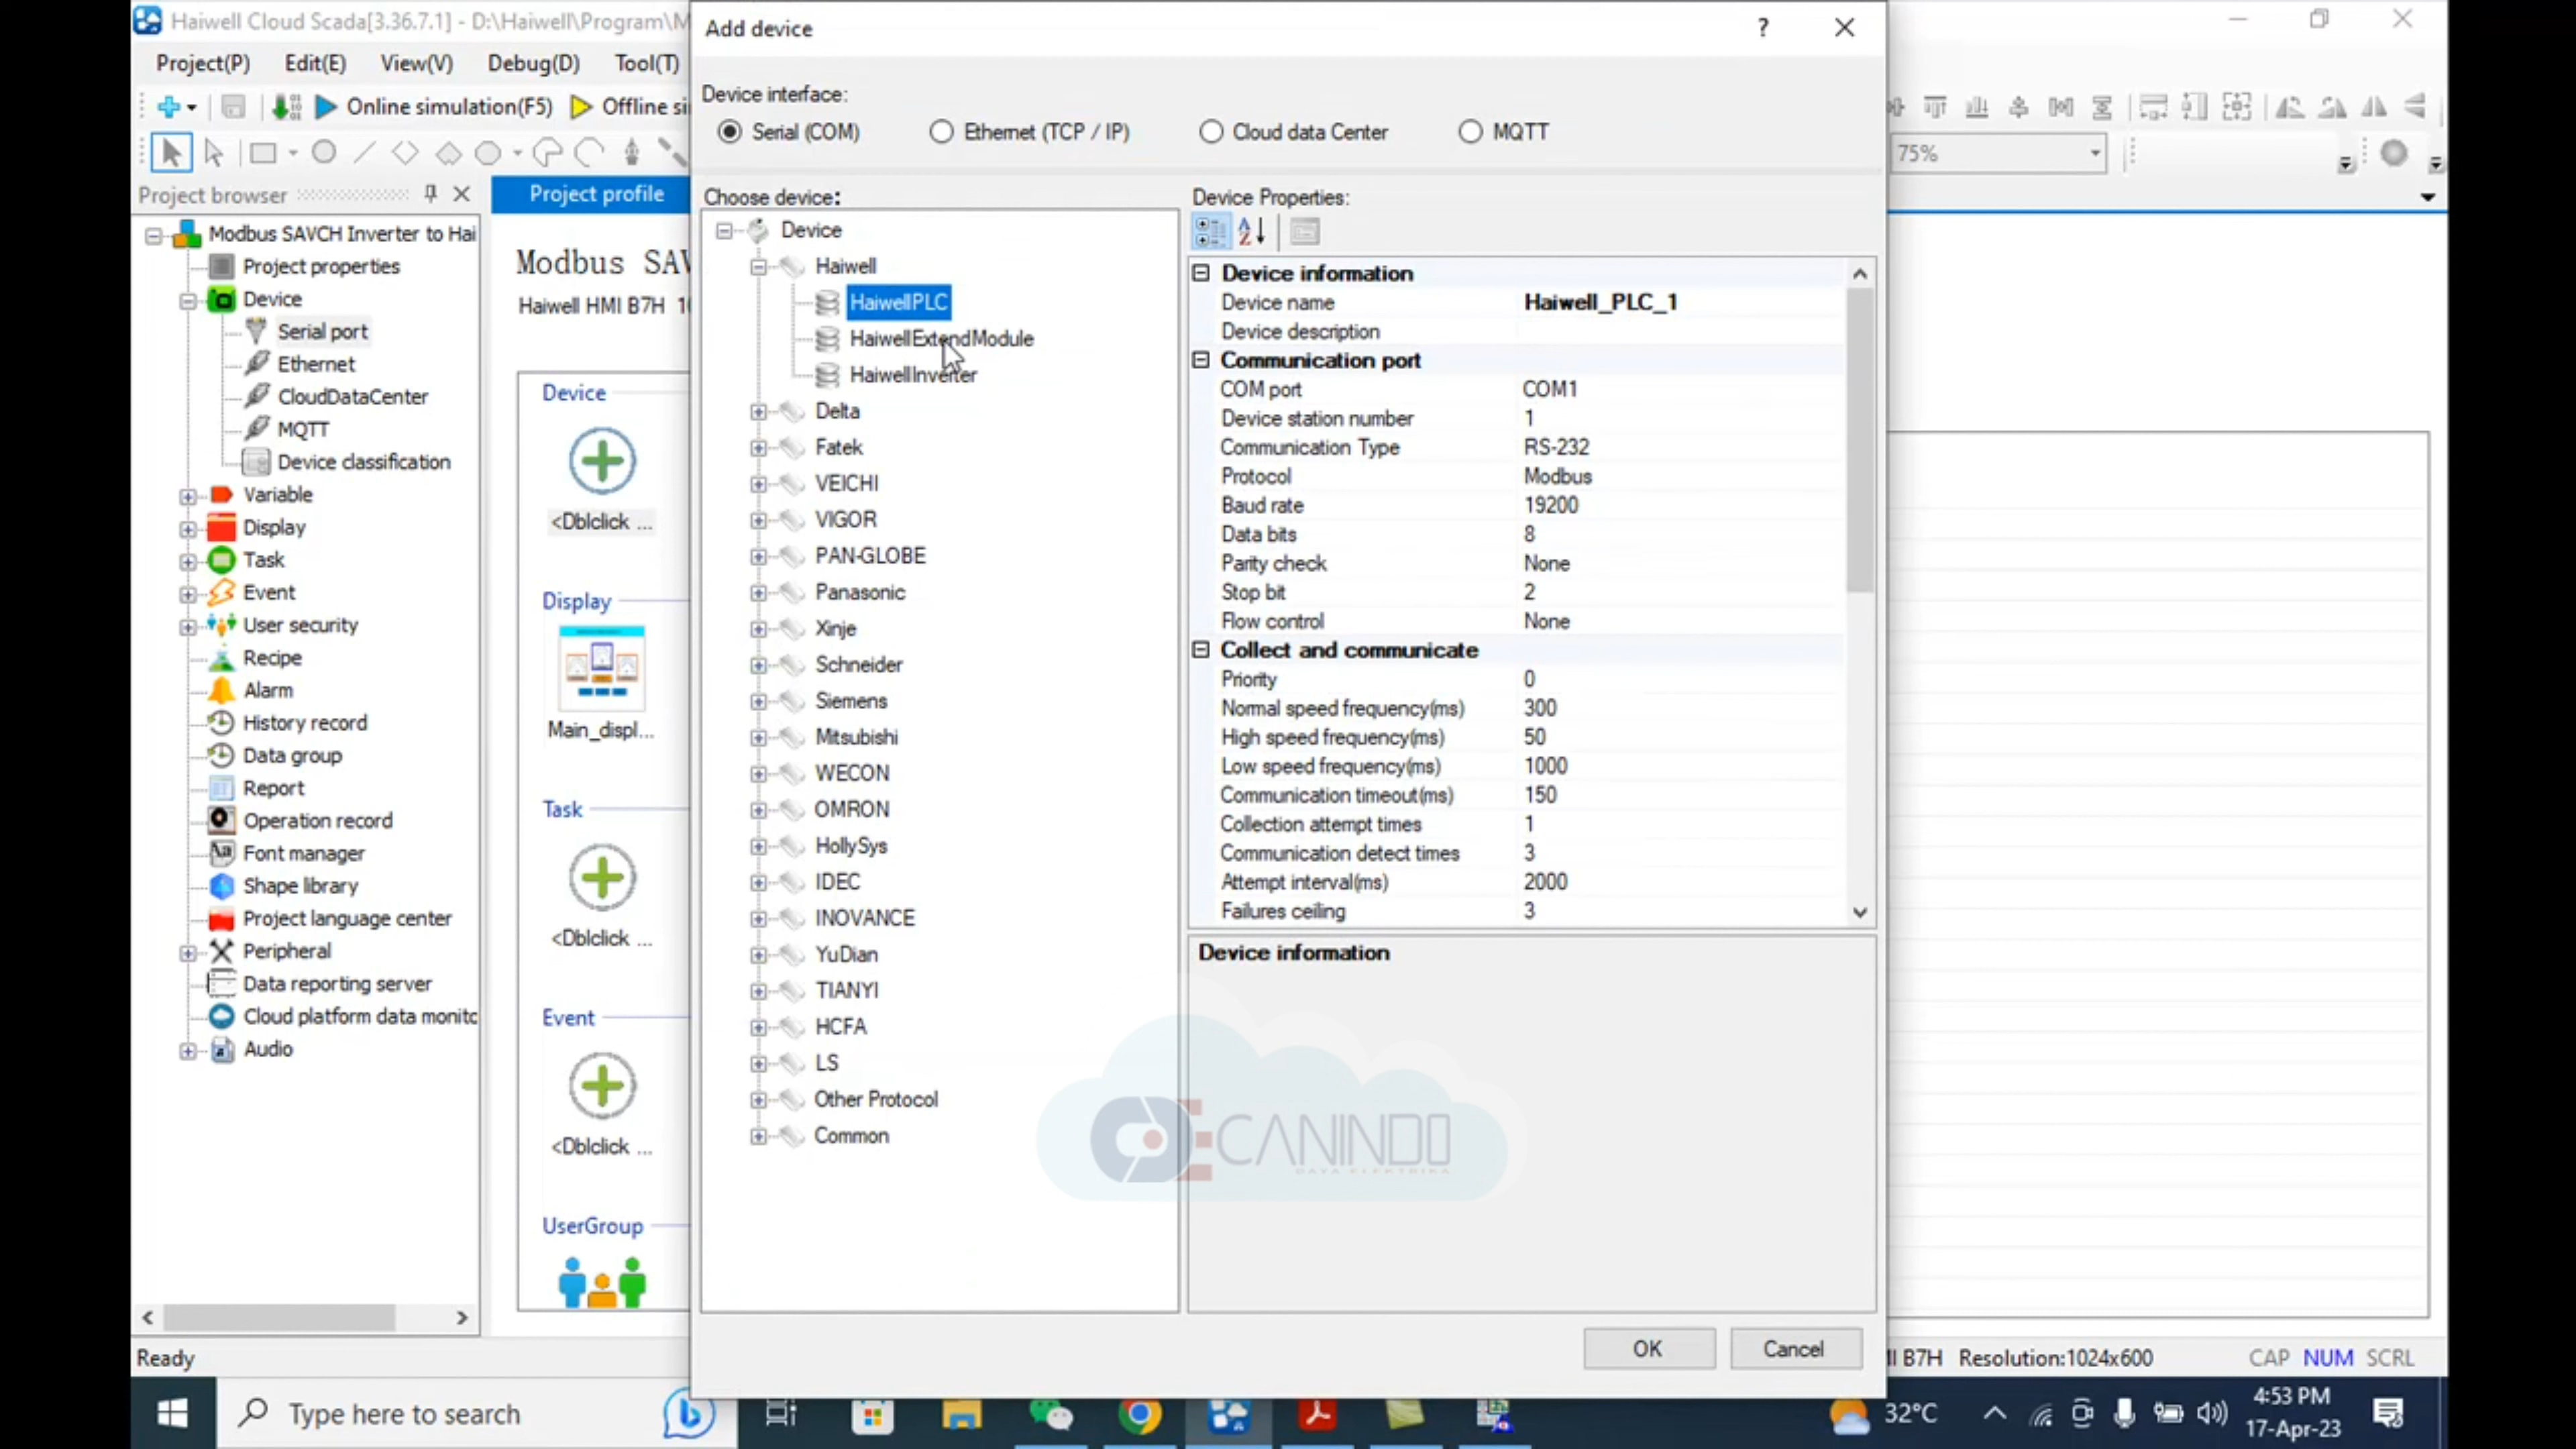 Haiwell Cloud Scada[3.36.7.1] - D:\Haiwell\Program\M
Project(P) Edit(E) View(V) Debug(D) Tool(T)
Online simulation(F5) Offline si
75%
Project browser
Modbus SAVCH Inverter to Hai
Project properties
Device
Serial port
Ethernet
CloudDataCenter
MQTT
Device classification
Variable
Display
Task
Event
User security
Recipe
Alarm
History record
Data group
Report
Operation record
Font manager
Shape library
Project language center
Peripheral
Data reporting server
Cloud platform data monito
Audio
Project profile
Modbus SAV
Haiwell HMI B7H 10
Device
<Dblclick ...
Display
Main_displ...
Task
<Dblclick ...
Event
<Dblclick ...
UserGroup
Add device
?
Device interface:
Serial (COM) Ethernet (TCP / IP) Cloud data Center MQTT
Choose device:
Device
Haiwell
HaiwellPLC
HaiwellExtendModule
HaiwellInverter
Delta
Fatek
VEICHI
VIGOR
PAN-GLOBE
Panasonic
Xinje
Schneider
Siemens
Mitsubishi
WECON
OMRON
HollySys
IDEC
INOVANCE
YuDian
TIANYI
HCFA
LS
Other Protocol
Common
Device Properties:
Device information
Device name Haiwell_PLC_1
Device description
Communication port
COM port COM1
Device station number 1
Communication Type RS-232
Protocol Modbus
Baud rate 19200
Data bits 8
Parity check None
Stop bit 2
Flow control None
Collect and communicate
Priority 0
Normal speed frequency(ms) 300
High speed frequency(ms) 50
Low speed frequency(ms) 1000
Communication timeout(ms) 150
Collection attempt times 1
Communication detect times 3
Attempt interval(ms) 2000
Failures ceiling 3
Device information
CANINDO
DATA ELEKTRIKA
OK Cancel
Ready
MI B7H Resolution:1024x600 CAP NUM SCRL
Type here to search
32°C
4:53 PM
17-Apr-23